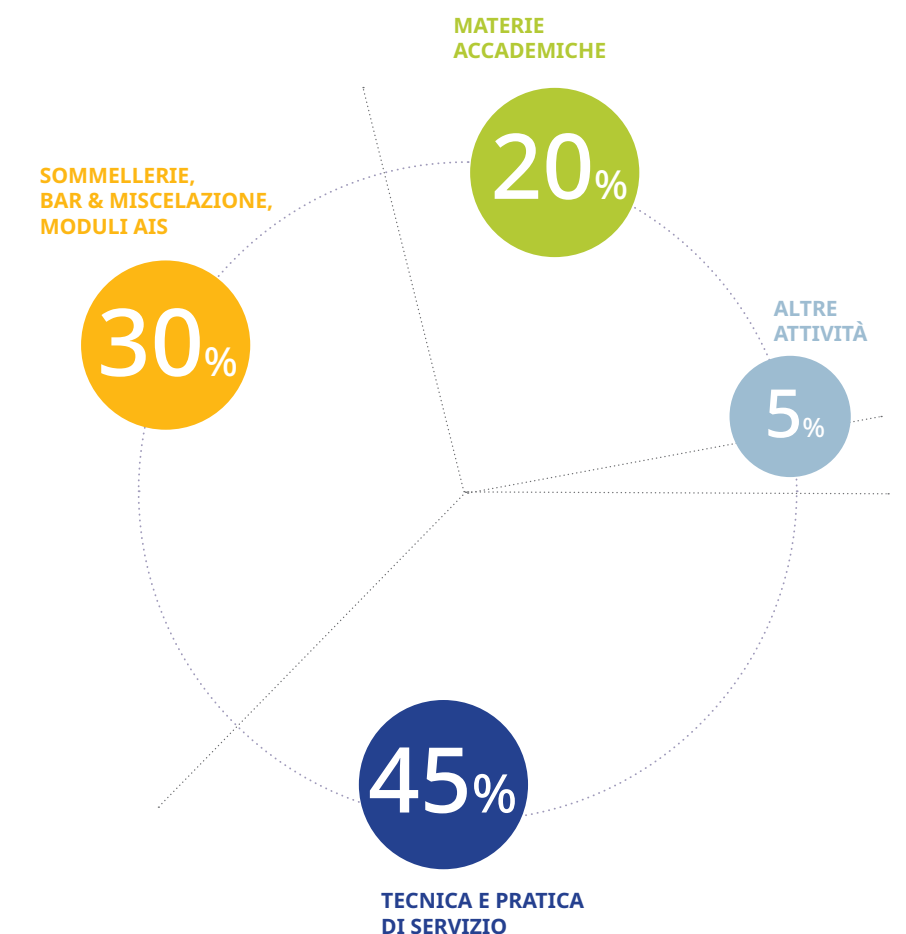 MATERIE
ACCADEMICHE
20%
SOMMELLERIE,
BAR & MISCELAZIONE,
MODULI AIS
30%
ALTRE
ATTIVITÀ
5%
45%
TECNICA E PRATICA
DI SERVIZIO